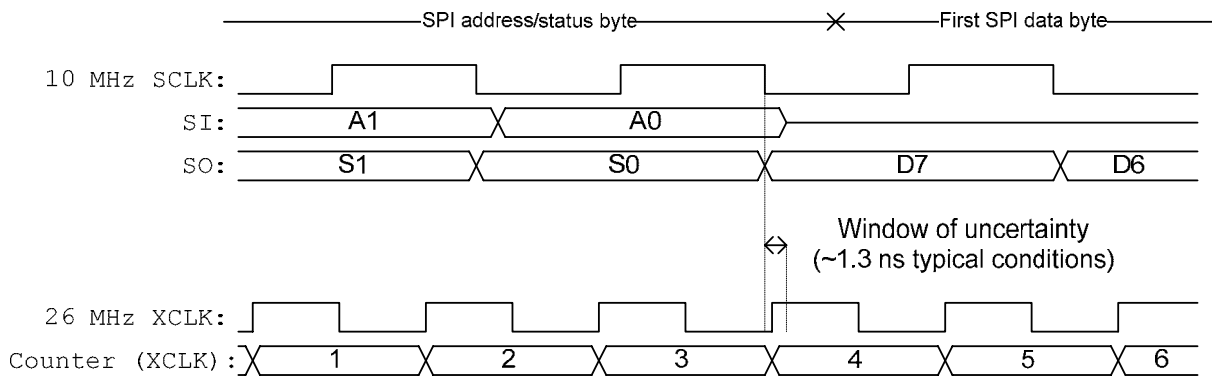 SPI address/status byte First SPI data byte
10 MHz SCLK:
SI: A1 A0
SO: S1 S0 D7 D6
Window of uncertainty
(~1.3 ns typical conditions)
26 MHz XCLK:
Counter (XCLK): 1 2 3 4 5 6